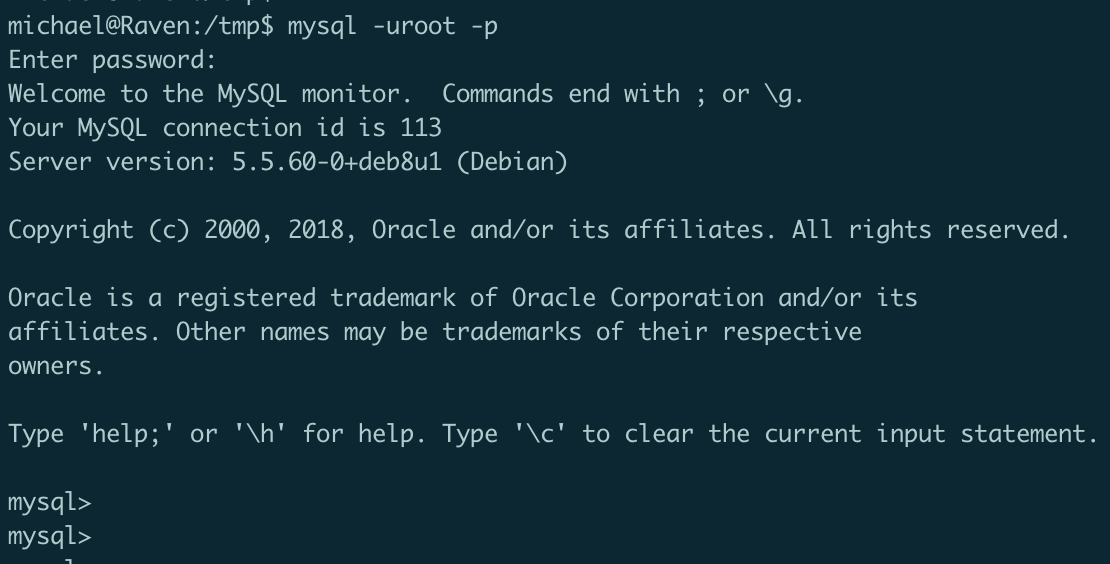 michael@Raven:/tmp$ mysql -uroot -p
Enter password:
Welcome to the MySQL monitor.  Commands end with ; or \g.
Your MySQL connection id is 113
Server version: 5.5.60-0+deb8u1 (Debian)
Copyright (c) 2000, 2018, Oracle and/or its affiliates. All rights reserved.
Oracle is a registered trademark of Oracle Corporation and/or its
affiliates. Other names may be trademarks of their respective
owners.
Type 'help;' or '\h' for help. Type '\c' to clear the current input statement.
mysql>
mysql>